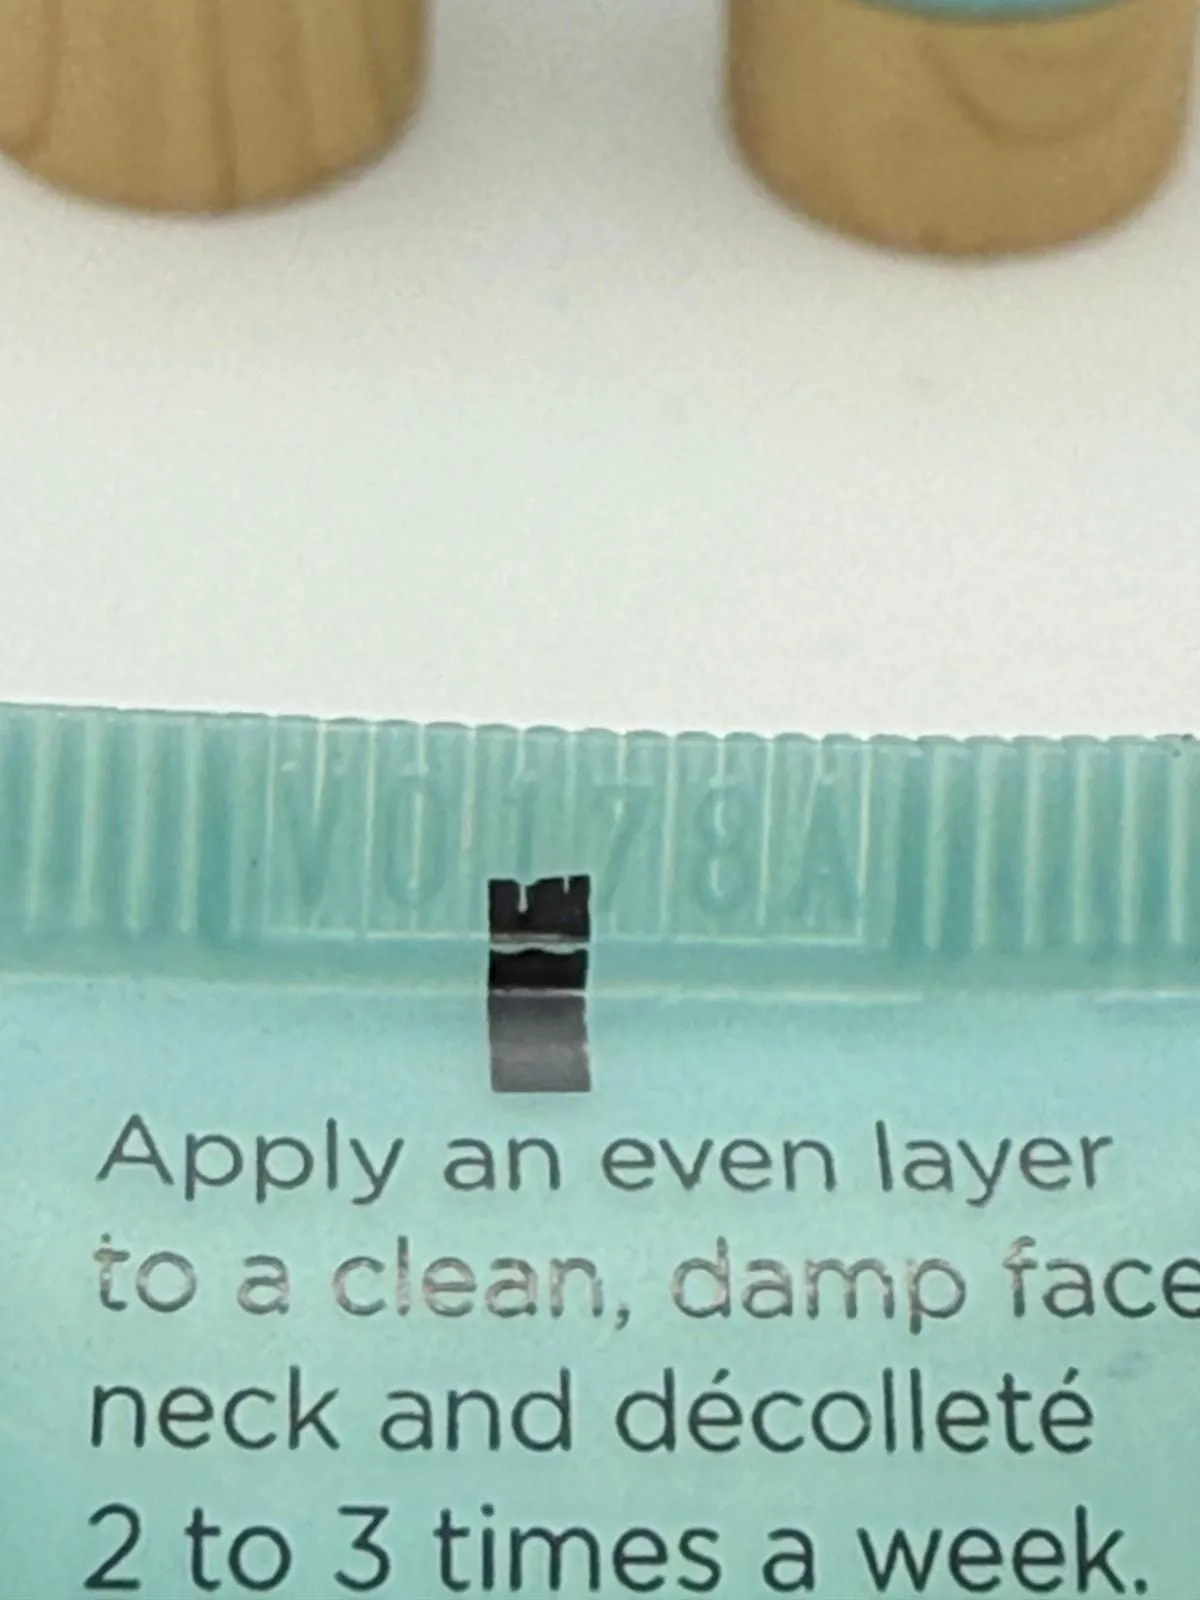 V0178A
Apply an even layer
to a clean, damp face
neck and décolleté
2 to 3 times a week.